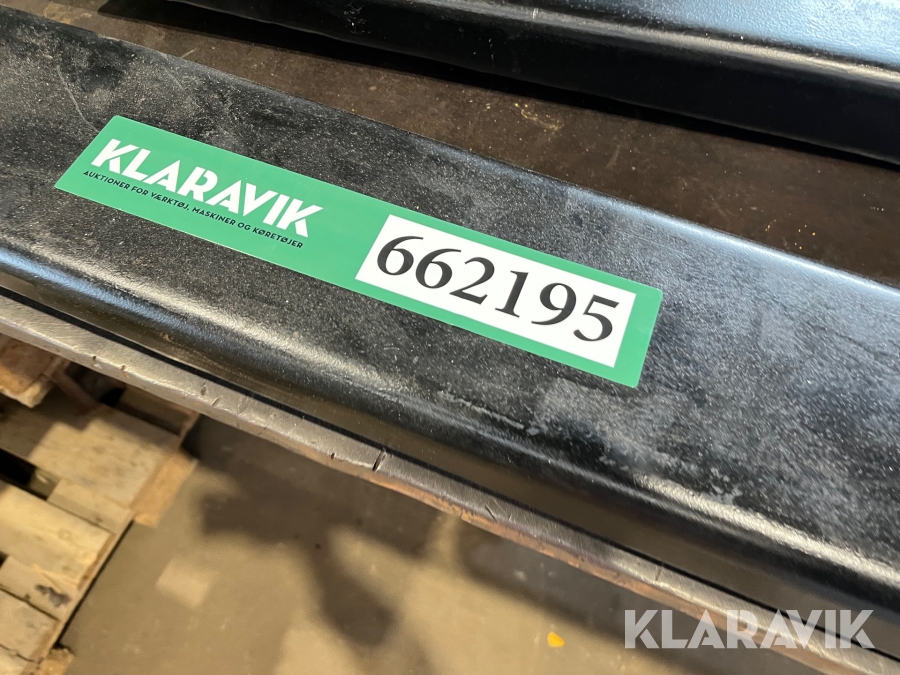 KLARAVIK
AUKTIONER FOR VÆRKTØJ, MASKINER OG KØRETØJER
662195
KLARAVIK